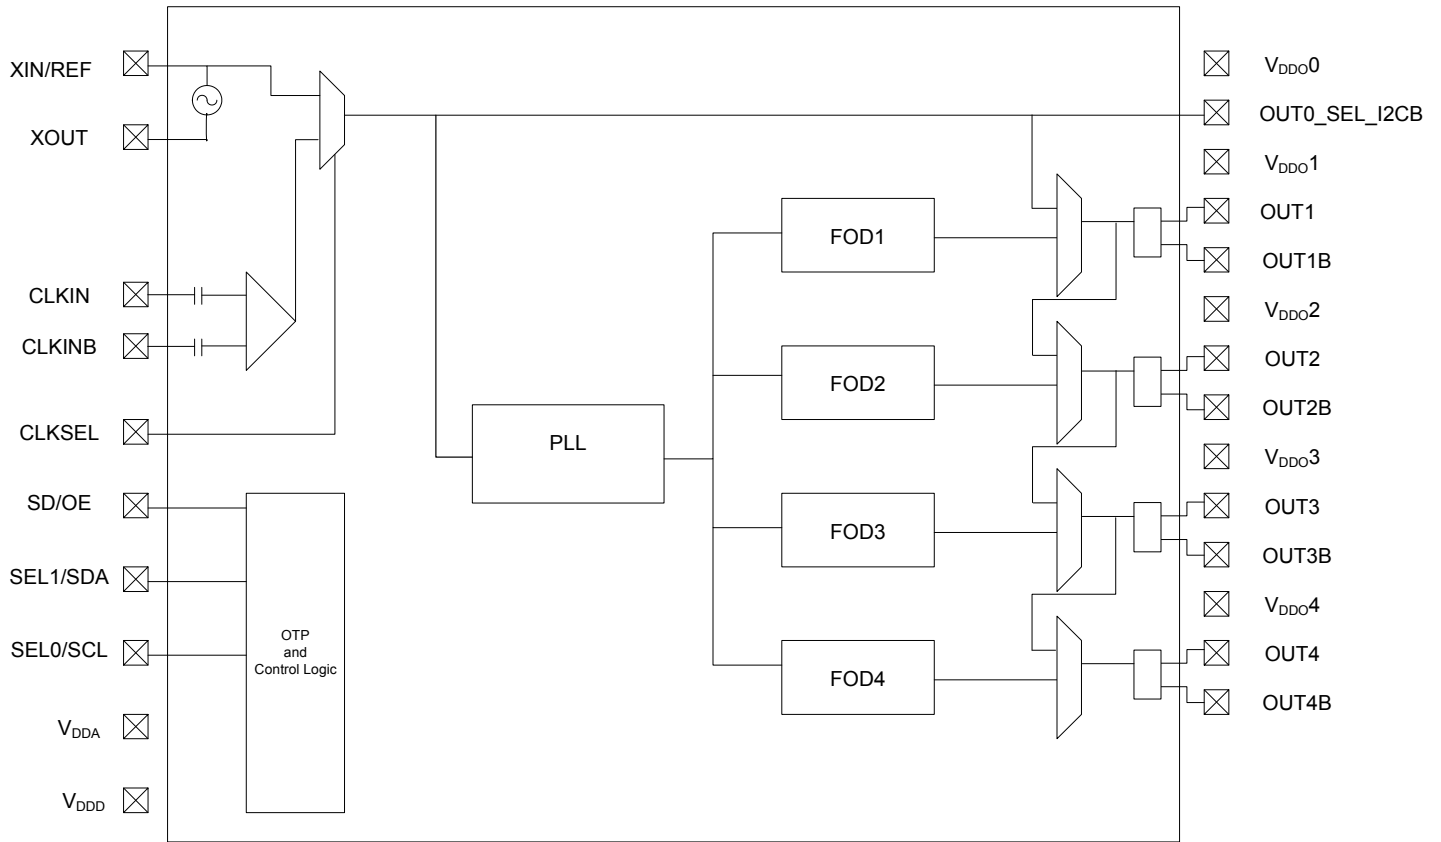 XIN/REF
XOUT
CLKIN
CLKINB
CLKSEL
SD/OE
SEL1/SDA
SEL0/SCL
VDDA
VDDD
OTP
and
Control Logic
PLL
FOD1
FOD2
FOD3
FOD4
VDDO0
OUT0_SEL_I2CB
VDDO1
OUT1
OUT1B
VDDO2
OUT2
OUT2B
VDDO3
OUT3
OUT3B
VDDO4
OUT4
OUT4B